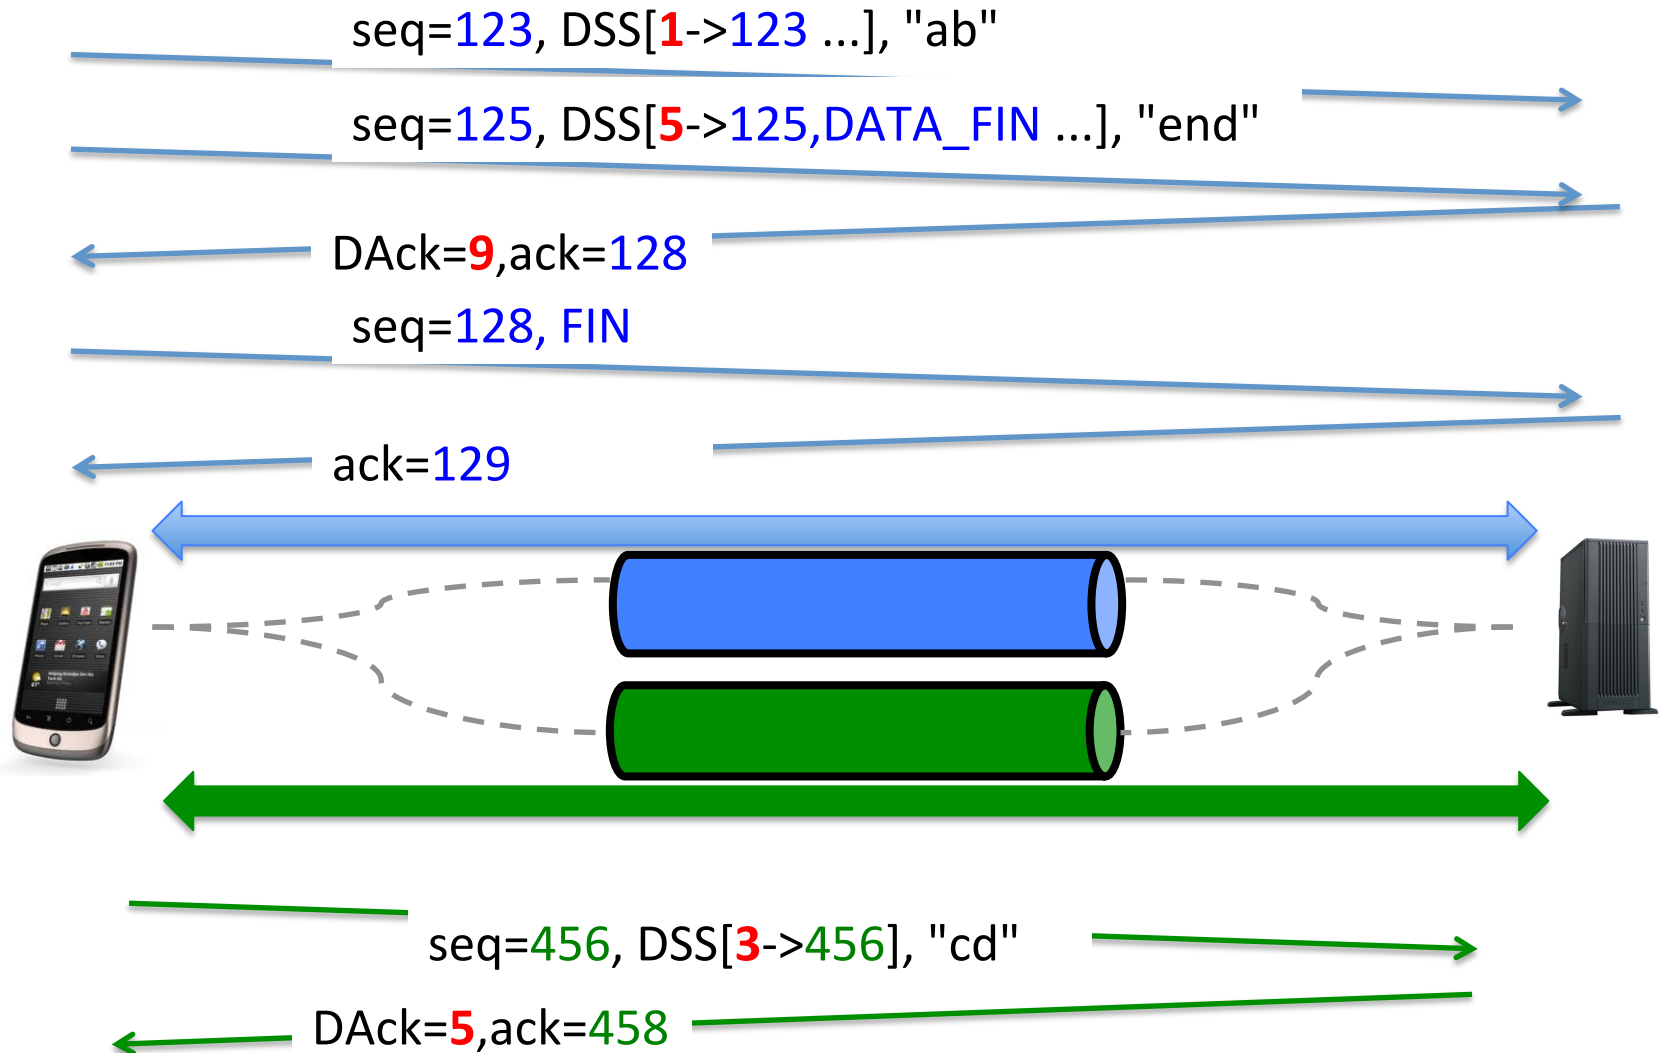 seq=123, DSS[1->123 ...], "ab"
seq=125, DSS[5->125,DATA_FIN ...], "end"
DAck=9,ack=128
seq=128, FIN
ack=129
seq=456, DSS[3->456], "cd"
DAck=5,ack=458